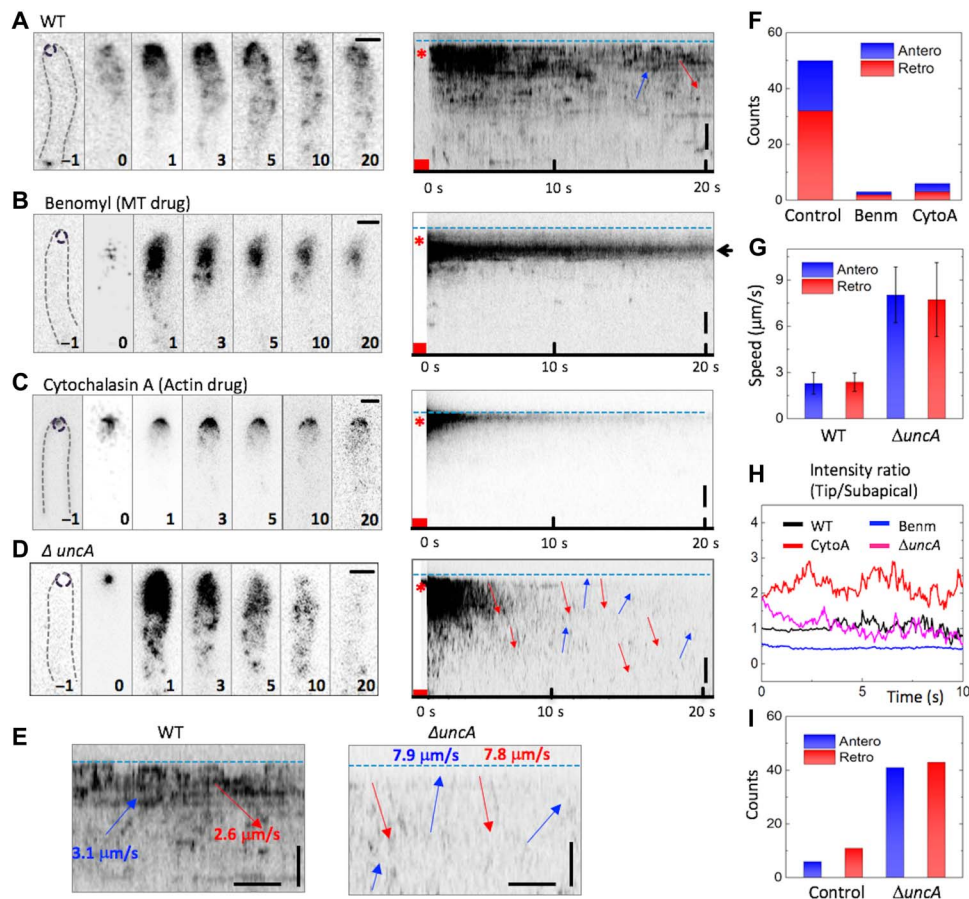 A
WT
–1 0 1 3 5 10 20
*
0 s 10 s 20 s
B
Benomyl (MT drug)
–1 0 1 3 5 10 20
*
0 s 10 s 20 s
C
Cytochalasin A (Actin drug)
–1 0 1 3 5 10 20
*
0 s 10 s 20 s
D
Δ uncA
–1 0 1 3 5 10 20
*
0 s 10 s 20 s
E
WT
3.1 μm/s
2.6 μm/s
ΔuncA
7.9 μm/s
7.8 μm/s
F
60
40
20
0
Counts
Antero
Retro
Control Benm CytoA
G
9
6
3
0
Speed (μm/s)
Antero
Retro
WT ΔuncA
H
Intensity ratio
(Tip/Subapical)
WT Benm
CytoA ΔuncA
4
3
2
1
0
Time (s)
0 5 10
I
60
40
20
0
Counts
Antero
Retro
Control ΔuncA